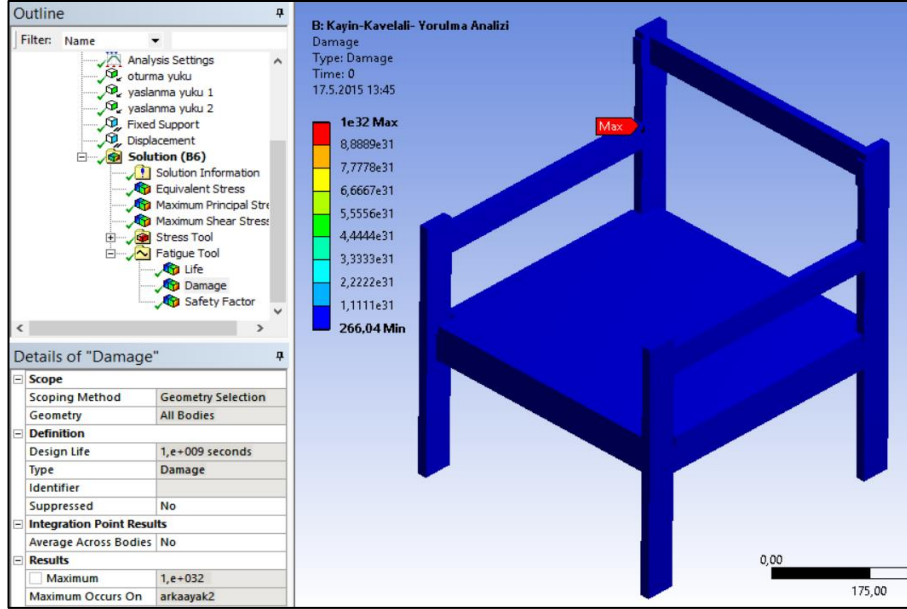 Outline
Filter: Name
Analysis Settings
oturma yuku
yaslanma yuku 1
yaslanma yuku 2
Fixed Support
Displacement
Solution (B6)
Solution Information
Equivalent Stress
Maximum Principal Stre
Maximum Shear Stress
Stress Tool
Fatigue Tool
Life
Damage
Safety Factor
Details of "Damage"
Scope
Scoping Method Geometry Selection
Geometry All Bodies
Definition
Design Life 1,e+009 seconds
Type Damage
Identifier
Suppressed No
Integration Point Results
Average Across Bodies No
Results
Maximum 1,e+032
Maximum Occurs On arkaayak2
B: Kayin-Kavelali- Yorulma Analizi
Damage
Type: Damage
Time: 0
17.5.2015 13:45
1e32 Max
8,8889e31
7,7778e31
6,6667e31
5,5556e31
4,4444e31
3,3333e31
2,2222e31
1,1111e31
266,04 Min
Max
0,00
175,00